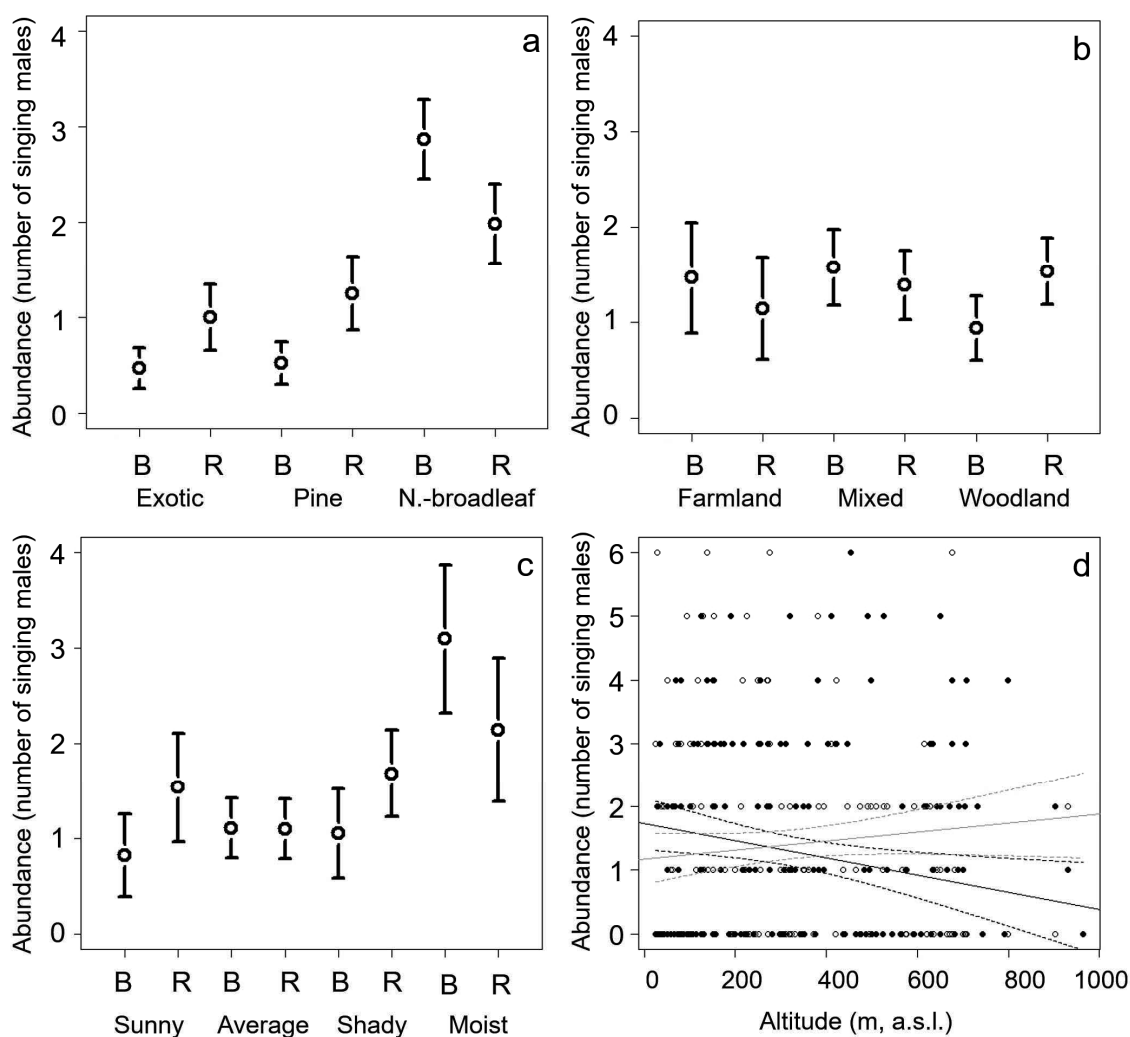 a
Abundance (number of singing males)
4
3
2
1
0
B R B R B R
Exotic Pine N.-broadleaf
b
Abundance (number of singing males)
4
3
2
1
0
B R B R B R
Farmland Mixed Woodland
c
Abundance (number of singing males)
4
3
2
1
0
B R B R B R B R
Sunny Average Shady Moist
d
Abundance (number of singing males)
6
5
4
3
2
1
0
0 200 400 600 800 1000
Altitude (m, a.s.l.)